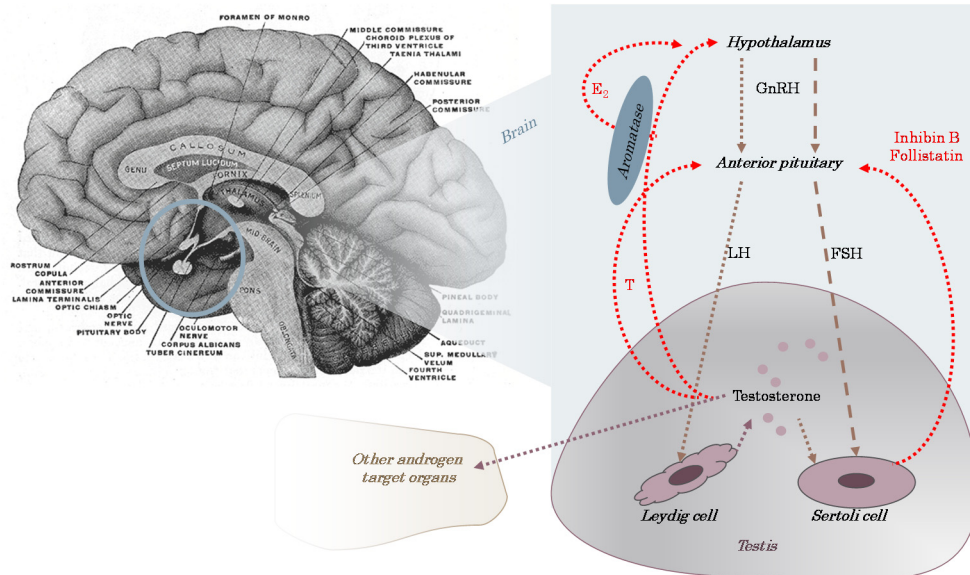 FORAMEN OF MONRO
MIDDLE COMMISSURE
CHOROID PLEXUS OF
THIRD VENTRICLE
TAENIA THALAMI
HABENULAR
COMMISSURE
POSTERIOR
COMMISSURE
Brain
CALLOSUM
GENU
SEPTUM LUCIDUM
FORNIX
THALAMUS
SPLENIUM
MID-BRAIN
PONS
ROSTRUM
COPULA
ANTERIOR
COMMISSURE
LAMINA TERMINALIS
OPTIC CHIASM
OPTIC
NERVE
PITUITARY BODY
OCULOMOTOR
NERVE
CORPUS ALBICANS
TUBER CINEREUM
PINEAL BODY
QUADRIGEMINAL
LAMINA
AQUEDUCT
SUP. MEDULLARY
VELUM
FOURTH
VENTRICLE
Hypothalamus
GnRH
E2
Aromatase
Anterior pituitary
Inhibin B
Follistatin
LH
FSH
T
Testosterone
Other androgen
target organs
Leydig cell
Sertoli cell
Testis